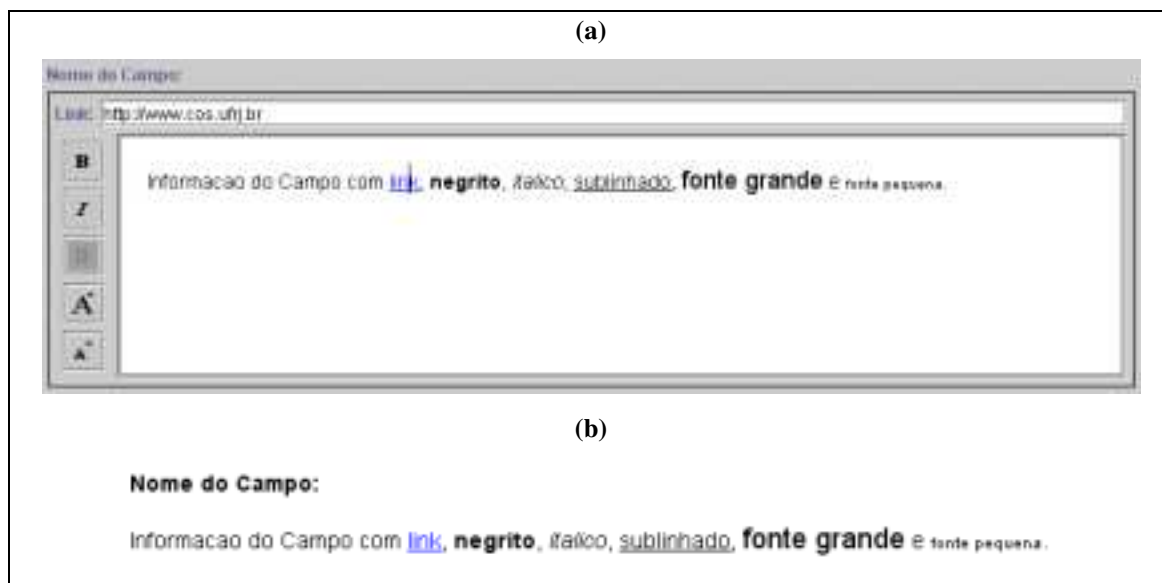 (a)
Nome do Campo:
Link: http://www.cos.ufrj.br
B
Informacao do Campo com link, negrito, italico, sublinhado, fonte grande e fonte pequena.
I
A+
A-
(b)
Nome do Campo:
Informacao do Campo com link, negrito, italico, sublinhado, fonte grande e fonte pequena.